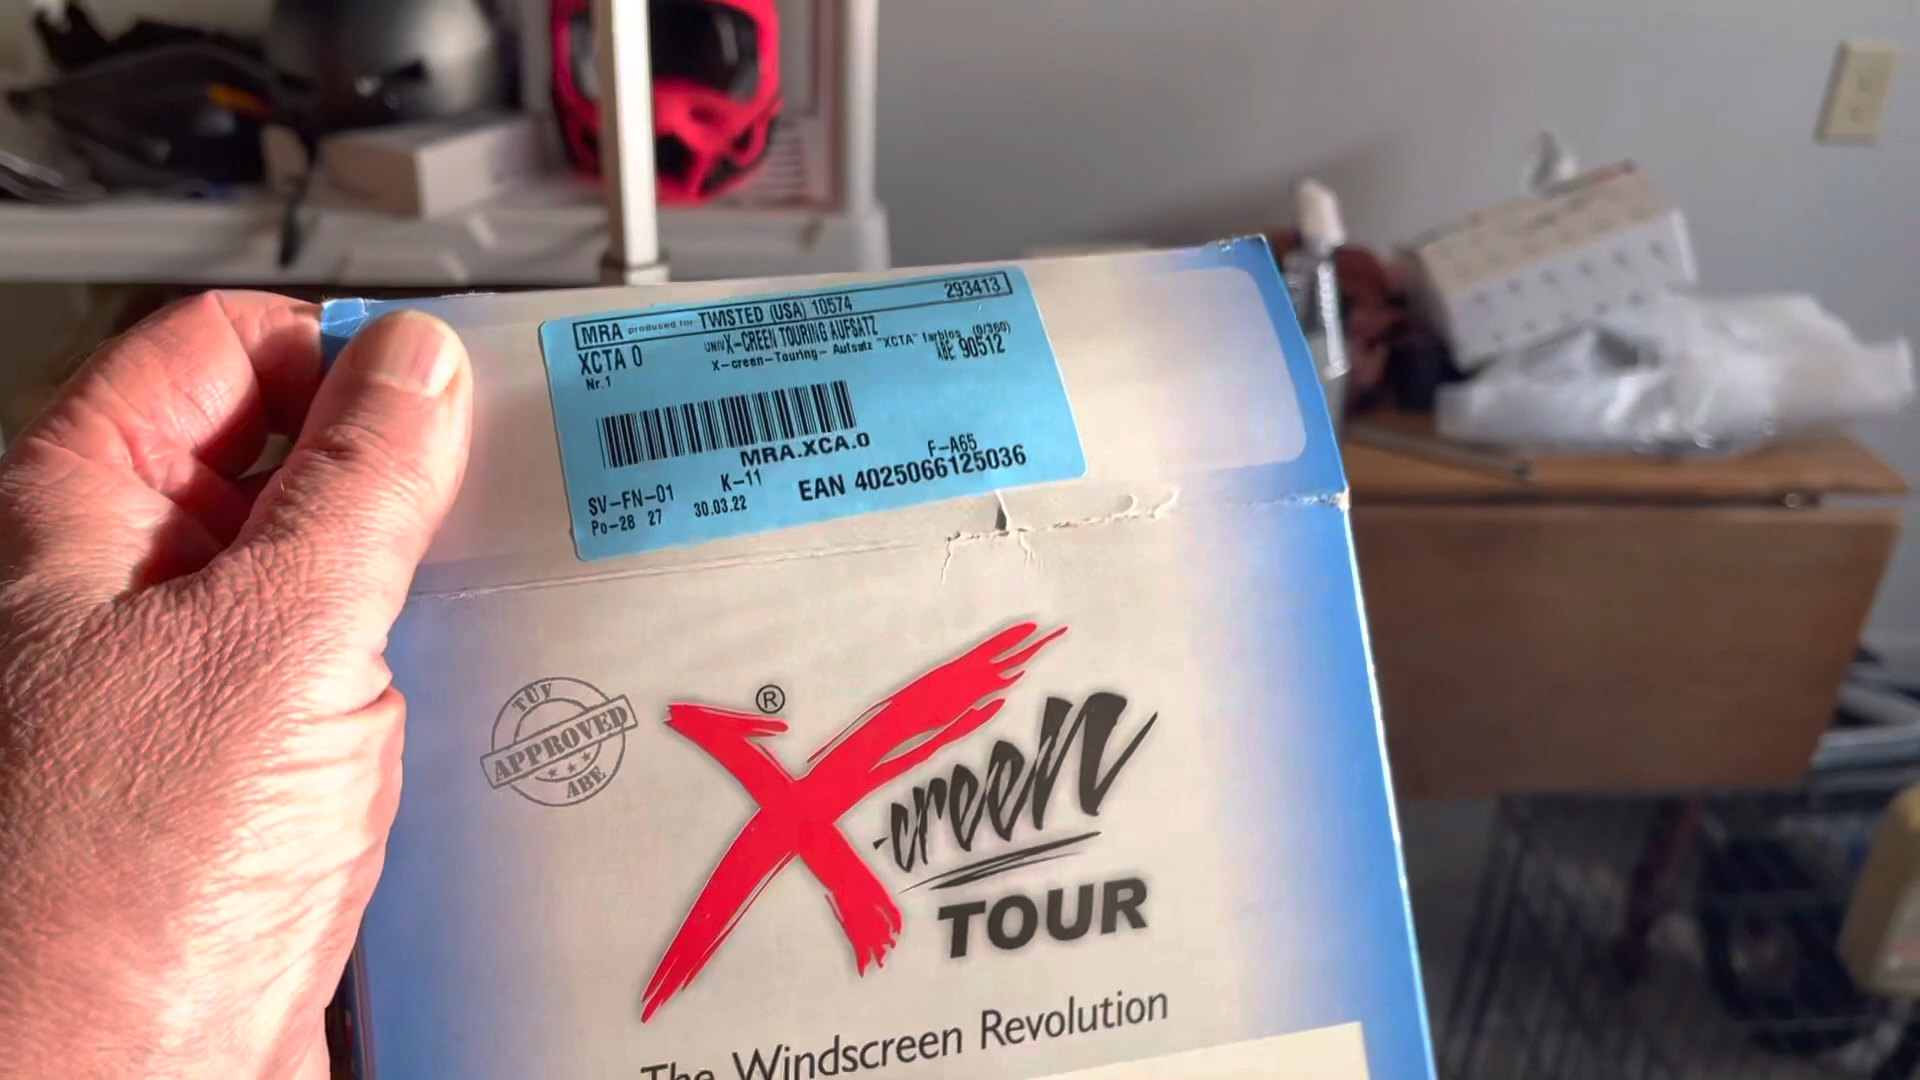 MRA prodused for TWISTED (USA) 10574 293413
XCTA 0 UNIV X-CREEN TOURING AUFSATZ
X-creen-Touring- Aufsatz "XCTA" farblos (0/360)
Nr.1 ABE 90512
MRA.XCA.0
F-A65
SV-FN-01 K-11 EAN 4025066125036
Po-28 27 30.03.22
TÜV
APPROVED
ABE
X-creen ®
TOUR
The Windscreen Revolution